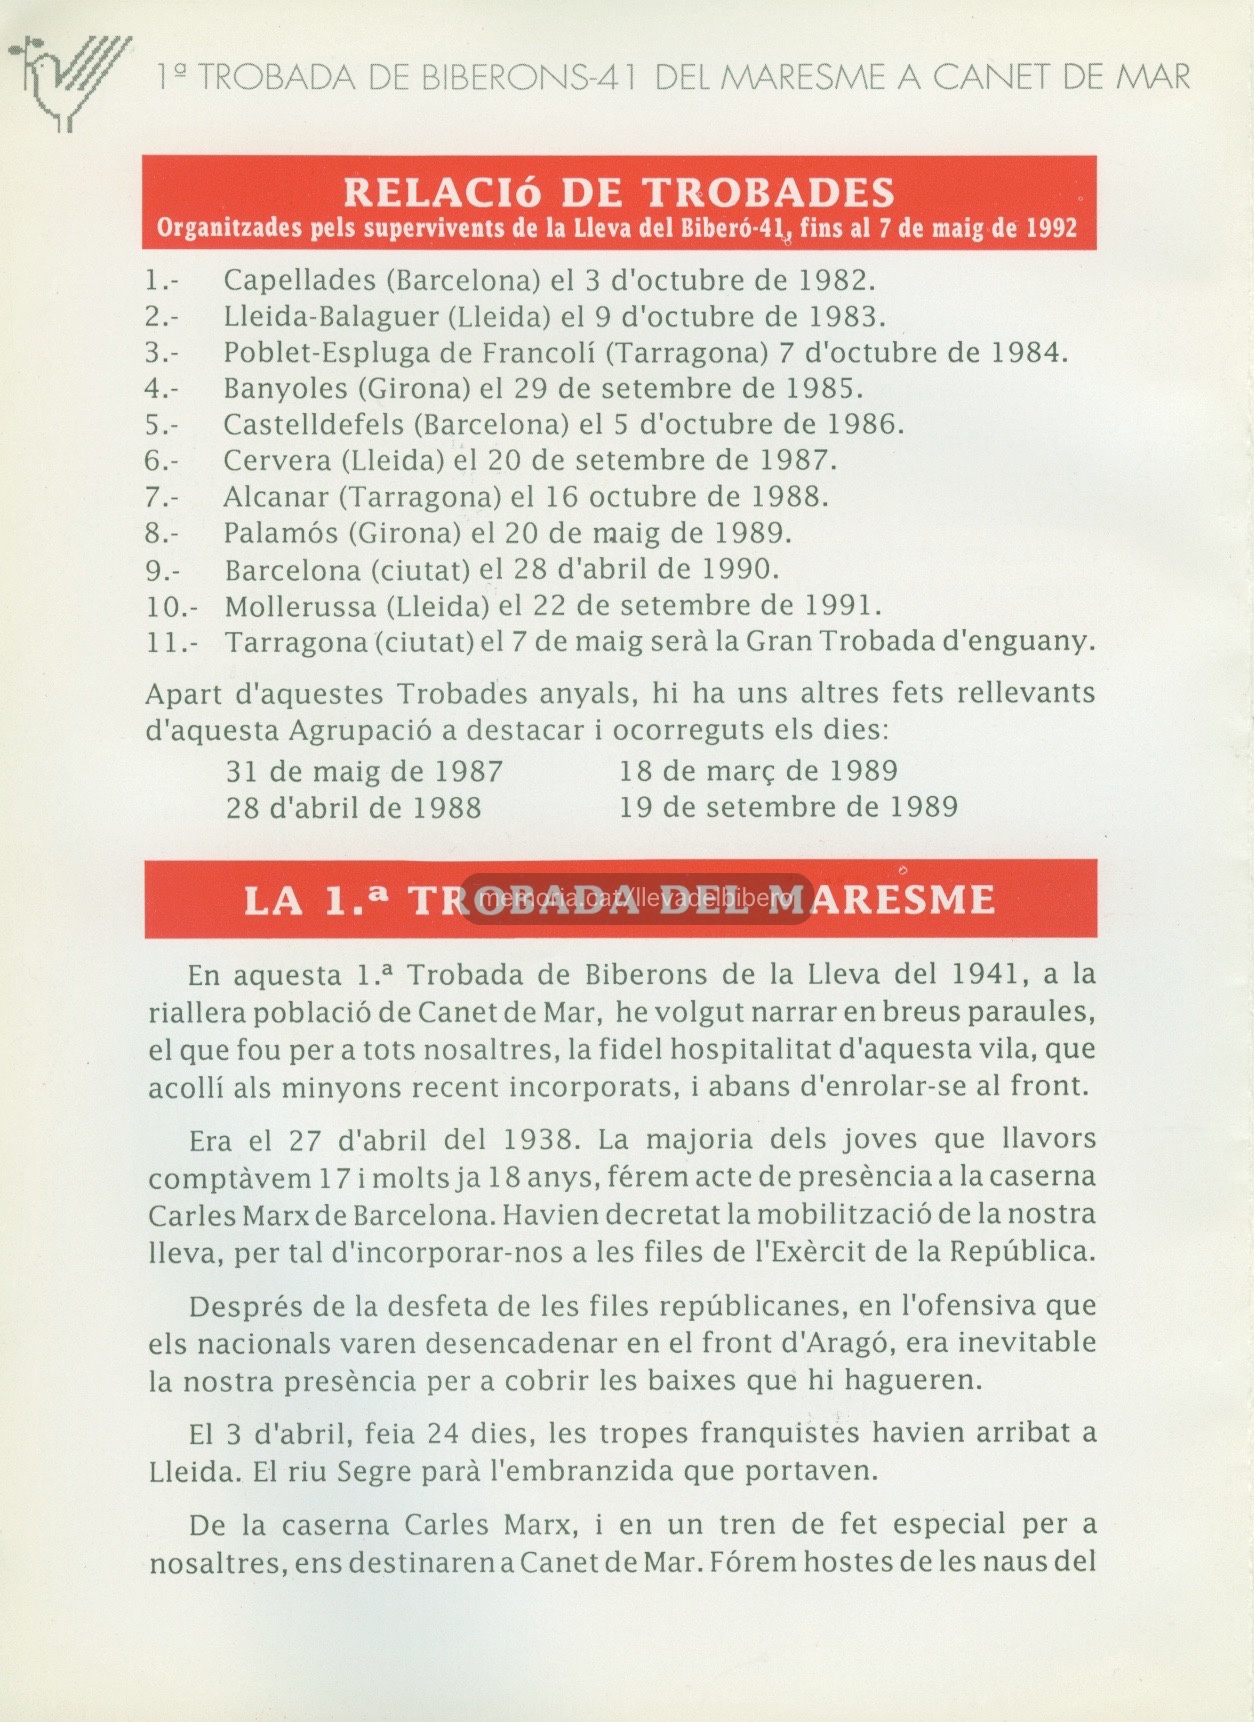 1ª TROBADA DE BIBERONS-41 DEL MARESME A CANET DE MAR
RELACIó DE TROBADES
Organitzades pels supervivents de la Lleva del Biberó-41, fins al 7 de maig de 1992
1.- Capellades (Barcelona) el 3 d'octubre de 1982.
2.- Lleida-Balaguer (Lleida) el 9 d'octubre de 1983.
3.- Poblet-Espluga de Francolí (Tarragona) 7 d'octubre de 1984.
4.- Banyoles (Girona) el 29 de setembre de 1985.
5.- Castelldefels (Barcelona) el 5 d'octubre de 1986.
6.- Cervera (Lleida) el 20 de setembre de 1987.
7.- Alcanar (Tarragona) el 16 octubre de 1988.
8.- Palamós (Girona) el 20 de maig de 1989.
9.- Barcelona (ciutat) el 28 d'abril de 1990.
10.- Mollerussa (Lleida) el 22 de setembre de 1991.
11.- Tarragona (ciutat) el 7 de maig serà la Gran Trobada d'enguany.
Apart d'aquestes Trobades anyals, hi ha uns altres fets rellevants
d'aquesta Agrupació a destacar i ocorreguts els dies:
31 de maig de 1987 18 de març de 1989
28 d'abril de 1988 19 de setembre de 1989
LA 1.ª TROBADA DEL MARESME
memoria.cat/llevadelbibero
En aquesta 1.ª Trobada de Biberons de la Lleva del 1941, a la
riallera població de Canet de Mar, he volgut narrar en breus paraules,
el que fou per a tots nosaltres, la fidel hospitalitat d'aquesta vila, que
acollí als minyons recent incorporats, i abans d'enrolar-se al front.
Era el 27 d'abril del 1938. La majoria dels joves que llavors
comptàvem 17 i molts ja 18 anys, férem acte de presència a la caserna
Carles Marx de Barcelona. Havien decretat la mobilització de la nostra
lleva, per tal d'incorporar-nos a les files de l'Exèrcit de la República.
Després de la desfeta de les files repúblicanes, en l'ofensiva que
els nacionals varen desencadenar en el front d'Aragó, era inevitable
la nostra presència per a cobrir les baixes que hi hagueren.
El 3 d'abril, feia 24 dies, les tropes franquistes havien arribat a
Lleida. El riu Segre parà l'embranzida que portaven.
De la caserna Carles Marx, i en un tren de fet especial per a
nosaltres, ens destinaren a Canet de Mar. Fórem hostes de les naus del